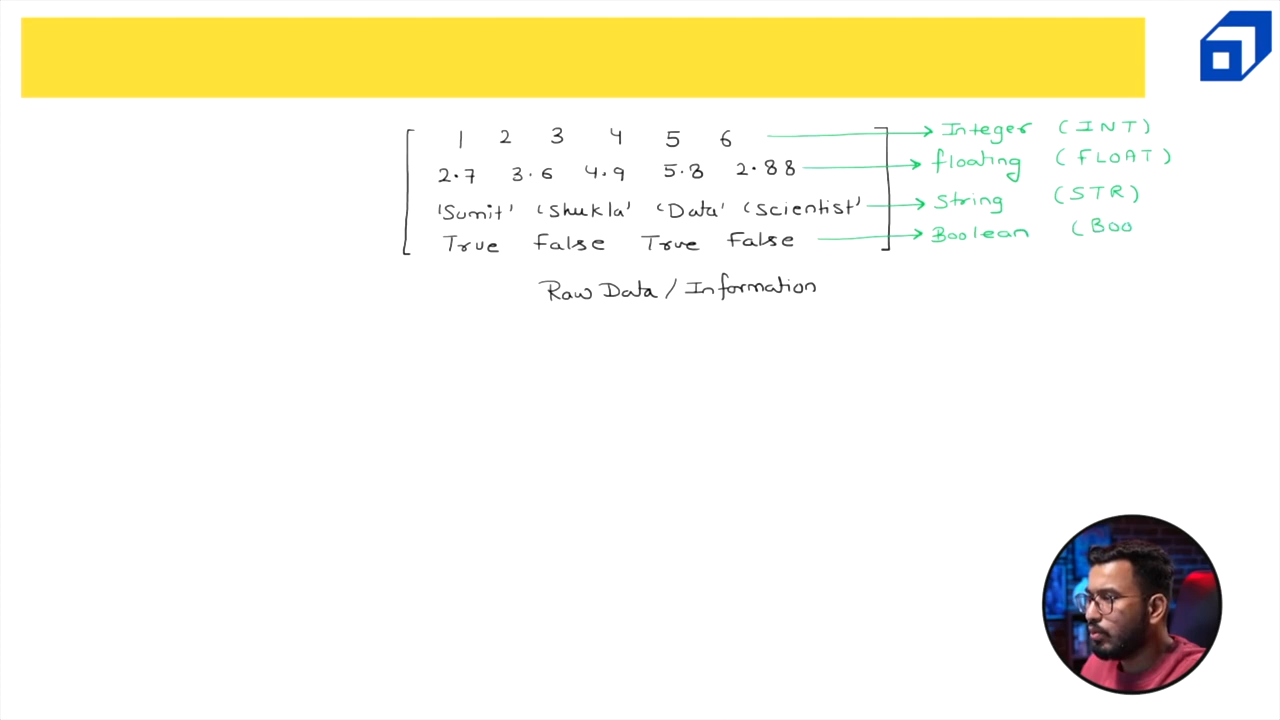 1 2 3 4 5 6 → Integer (INT)
2.7 3.6 4.9 5.8 2.88 → floating (FLOAT)
'Sumit' 'Shukla' 'Data' 'Scientist' → String (STR)
True False True False → Boolean (BOO
Raw Data / Information